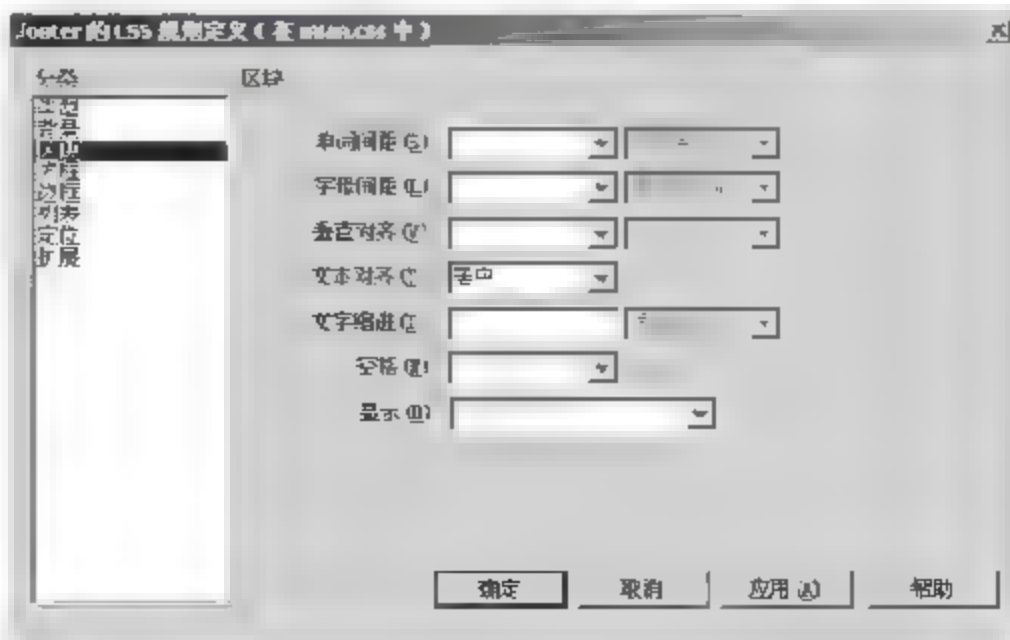 .footer 的 CSS 规则定义 ( 在 main.css 中 )
分类
区块
类型
背景
区块
方框
边框
列表
定位
扩展
单词间距 (S)
字母间距 (L)
垂直对齐 (V)
文本对齐 (T
居中
文字缩进 (I
空格 (W)
显示 (D)
确定
取消
应用 (A)
帮助